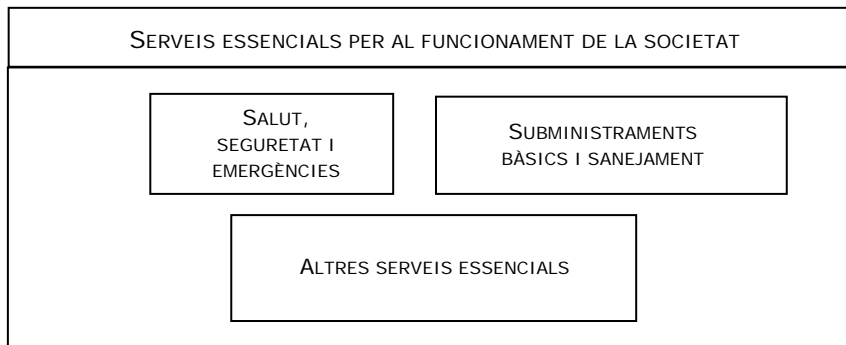 SERVEIS ESSENCIALS PER AL FUNCIONAMENT DE LA SOCIETAT
SALUT,
SEGURETAT I
EMERGÈNCIES
SUBMINISTRAMENTS
BÀSICS I SANEJAMENT
ALTRES SERVEIS ESSENCIALS